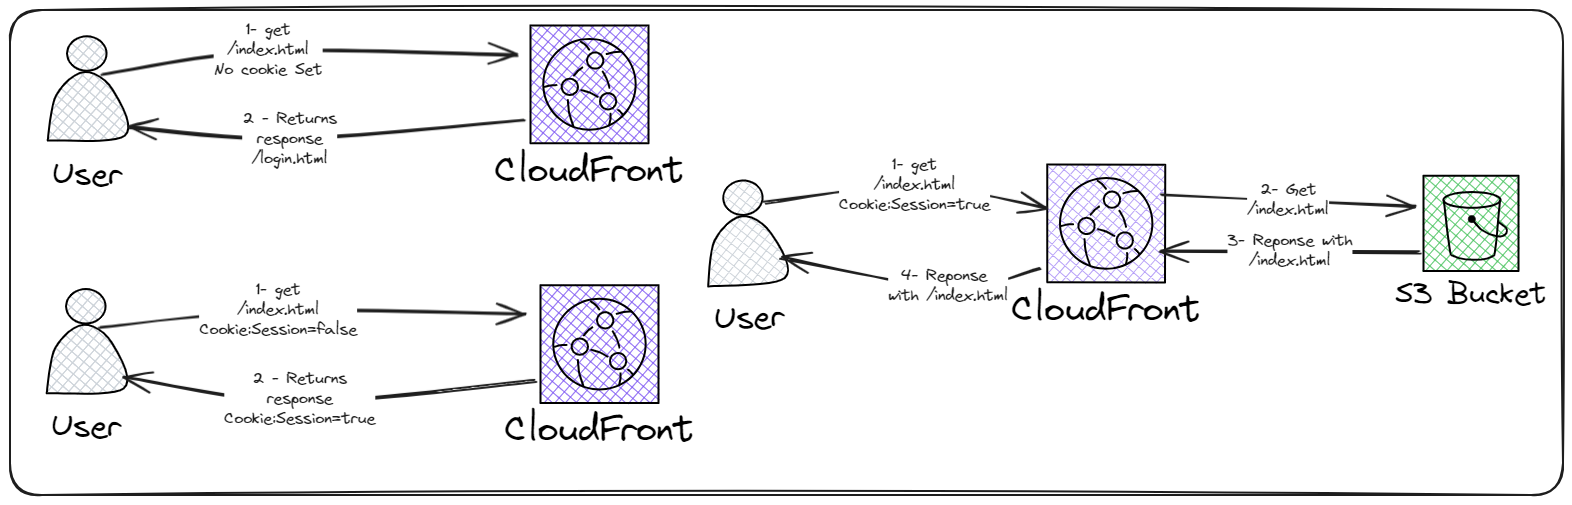 1- get
/index.html
No cookie Set
2 - Returns
response
/login.html
User
CloudFront
1- get
/index.html
Cookie:Session=false
2 - Returns
response
Cookie:Session=true
User
CloudFront
1- get
/index.html
Cookie:Session=true
2- Get
/index.html
3- Reponse with
/index.html
4- Reponse
with /index.html
User
CloudFront
S3 Bucket